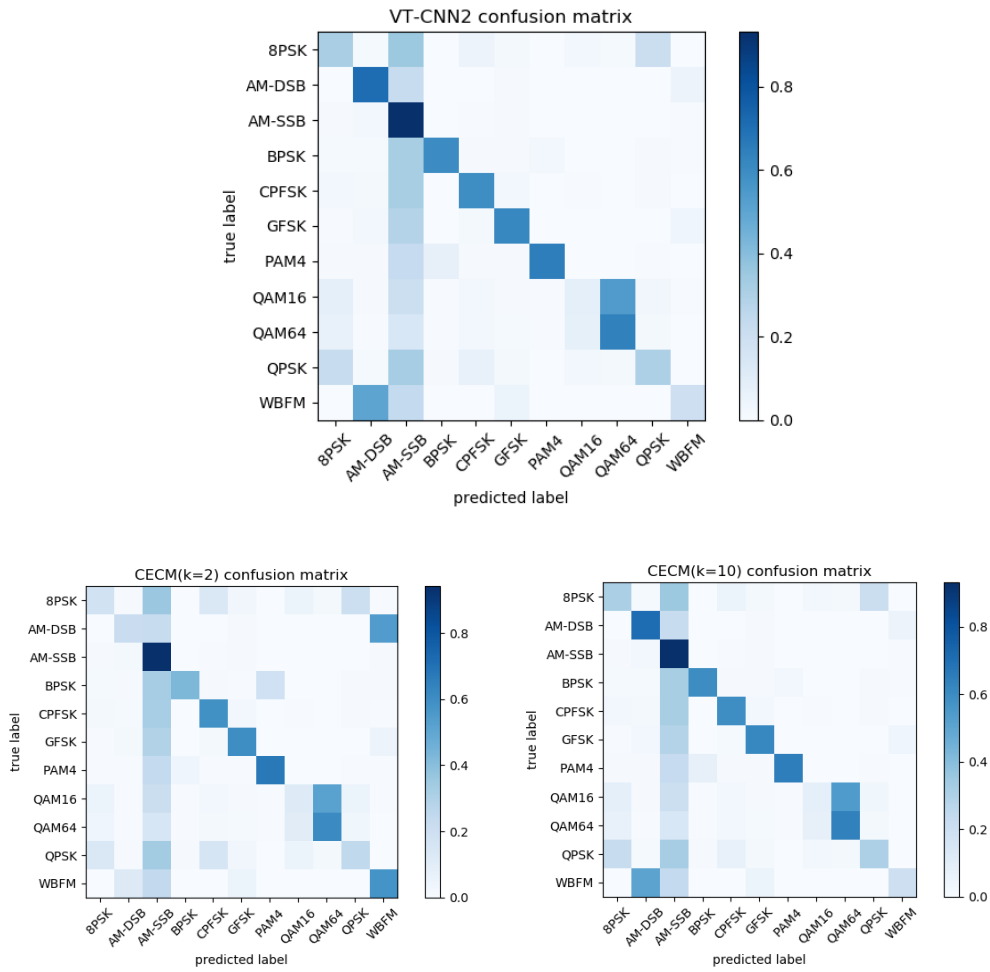 VT-CNN2 confusion matrix
8PSK
AM-DSB
AM-SSB
BPSK
CPFSK
GFSK
PAM4
QAM16
QAM64
QPSK
WBFM
true label
8PSK AM-DSB AM-SSB BPSK CPFSK GFSK PAM4 QAM16 QAM64 QPSK WBFM
predicted label
0.8
0.6
0.4
0.2
0.0
CECM(k=2) confusion matrix
8PSK
AM-DSB
AM-SSB
BPSK
CPFSK
GFSK
PAM4
QAM16
QAM64
QPSK
WBFM
true label
8PSK AM-DSB AM-SSB BPSK CPFSK GFSK PAM4 QAM16 QAM64 QPSK WBFM
predicted label
0.8
0.6
0.4
0.2
0.0
CECM(k=10) confusion matrix
8PSK
AM-DSB
AM-SSB
BPSK
CPFSK
GFSK
PAM4
QAM16
QAM64
QPSK
WBFM
true label
8PSK AM-DSB AM-SSB BPSK CPFSK GFSK PAM4 QAM16 QAM64 QPSK WBFM
predicted label
0.8
0.6
0.4
0.2
0.0